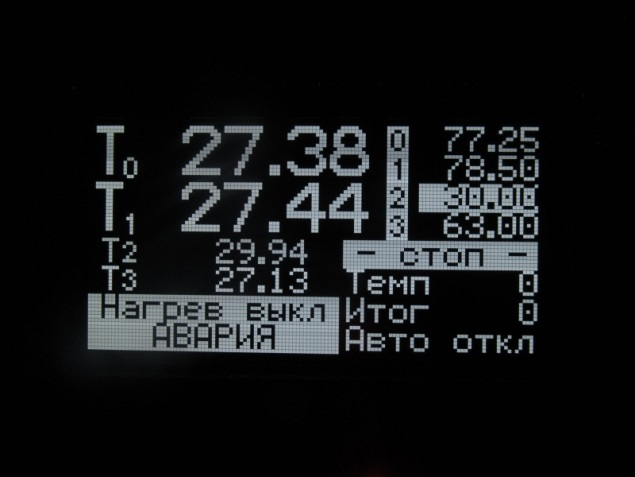 T0 27.38 0 77.25
1 78.50
T1 27.44 2 30.00
3 63.00
T2 29.94 - стоп -
T3 27.13 Темп 0
Нагрев выкл Итог 0
АВАРИЯ Авто откл